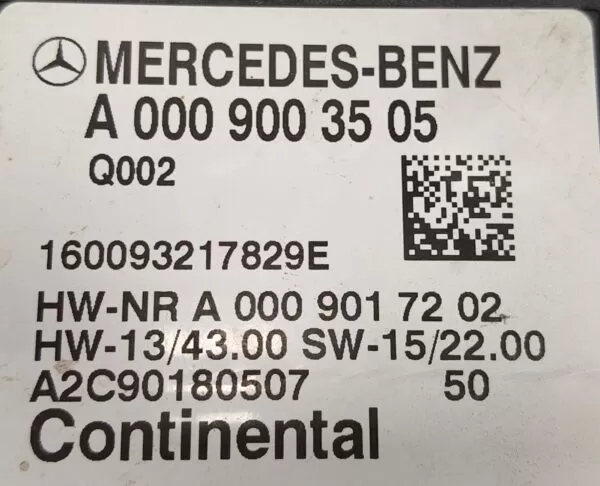 MERCEDES-BENZ
A 000 900 35 05
Q002
160093217829E
HW-NR A 000 901 72 02
HW-13/43.00 SW-15/22.00
A2C90180507 50
Continental